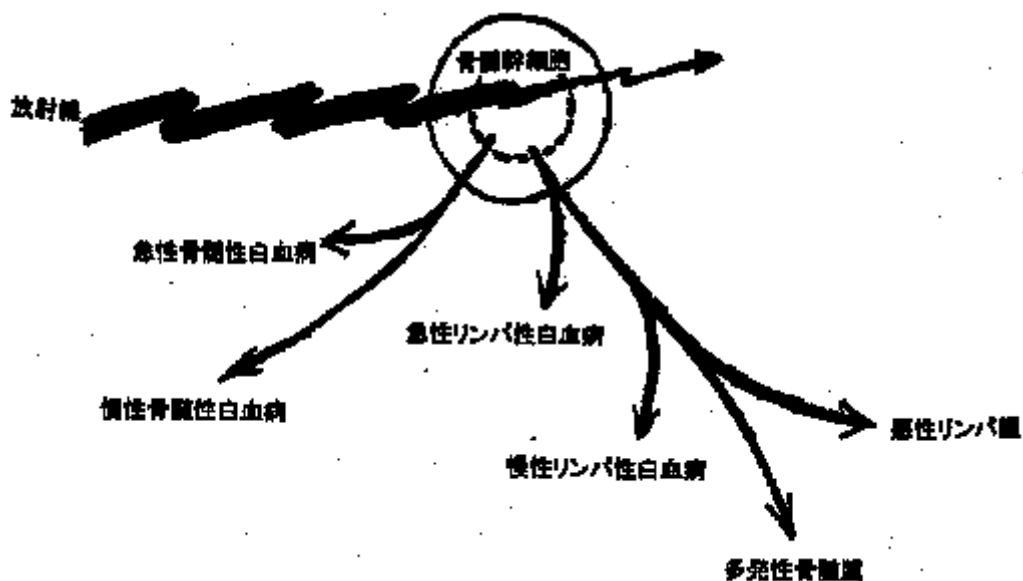 骨髄幹細胞
放射線
急性骨髄性白血病
急性リンパ性白血病
慢性骨髄性白血病
悪性リンパ腫
慢性リンパ性白血病
多発性骨髄腫